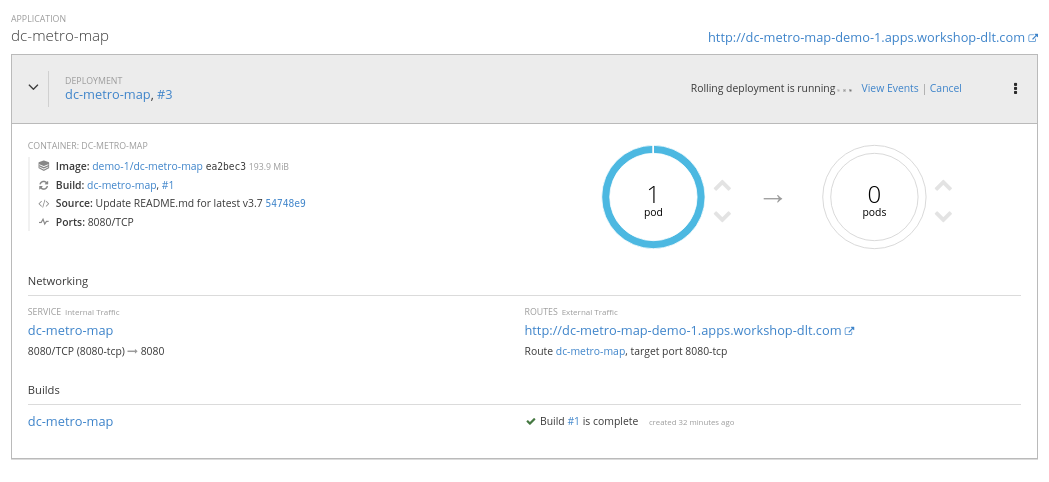 APPLICATION
dc-metro-map
http://dc-metro-map-demo-1.apps.workshop-dlt.com
DEPLOYMENT
dc-metro-map, #3
Rolling deployment is running... View Events | Cancel
CONTAINER: DC-METRO-MAP
Image: demo-1/dc-metro-map ea2bec3 193.9 MiB
Build: dc-metro-map, #1
Source: Update README.md for latest v3.7 54748e9
Ports: 8080/TCP
1
pod
→
0
pods
Networking
SERVICE Internal Traffic
dc-metro-map
8080/TCP (8080-tcp) → 8080
ROUTES External Traffic
http://dc-metro-map-demo-1.apps.workshop-dlt.com
Route dc-metro-map, target port 8080-tcp
Builds
dc-metro-map
Build #1 is complete created 32 minutes ago